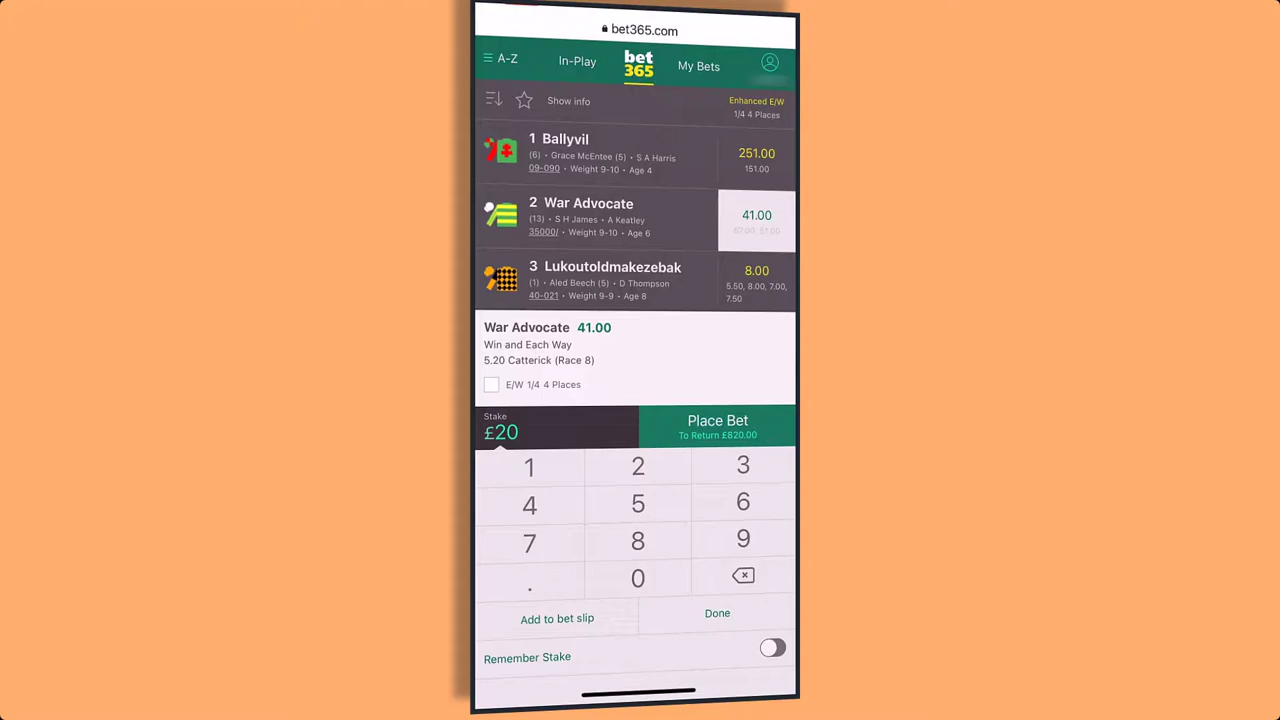 bet365.com
A-Z In-Play bet 365 My Bets
Show info
Enhanced E/W
1/4 4 Places
1 Ballyvil
(6) • Grace McEntee (5) • S A Harris
09-090 • Weight 9-10 • Age 4
251.00
151.00
2 War Advocate
(13) • S H James • A Keatley
35000/ • Weight 9-10 • Age 6
41.00
67.00, 51.00
3 Lukoutoldmakezebak
(1) • Aled Beech (5) • D Thompson
40-021 • Weight 9-9 • Age 8
8.00
5.50, 8.00, 7.00,
7.50
War Advocate 41.00
Win and Each Way
5.20 Catterick (Race 8)
E/W 1/4 4 Places
Stake
£20
Place Bet
To Return £820.00
1 2 3
4 5 6
7 8 9
. 0
Add to bet slip Done
Remember Stake